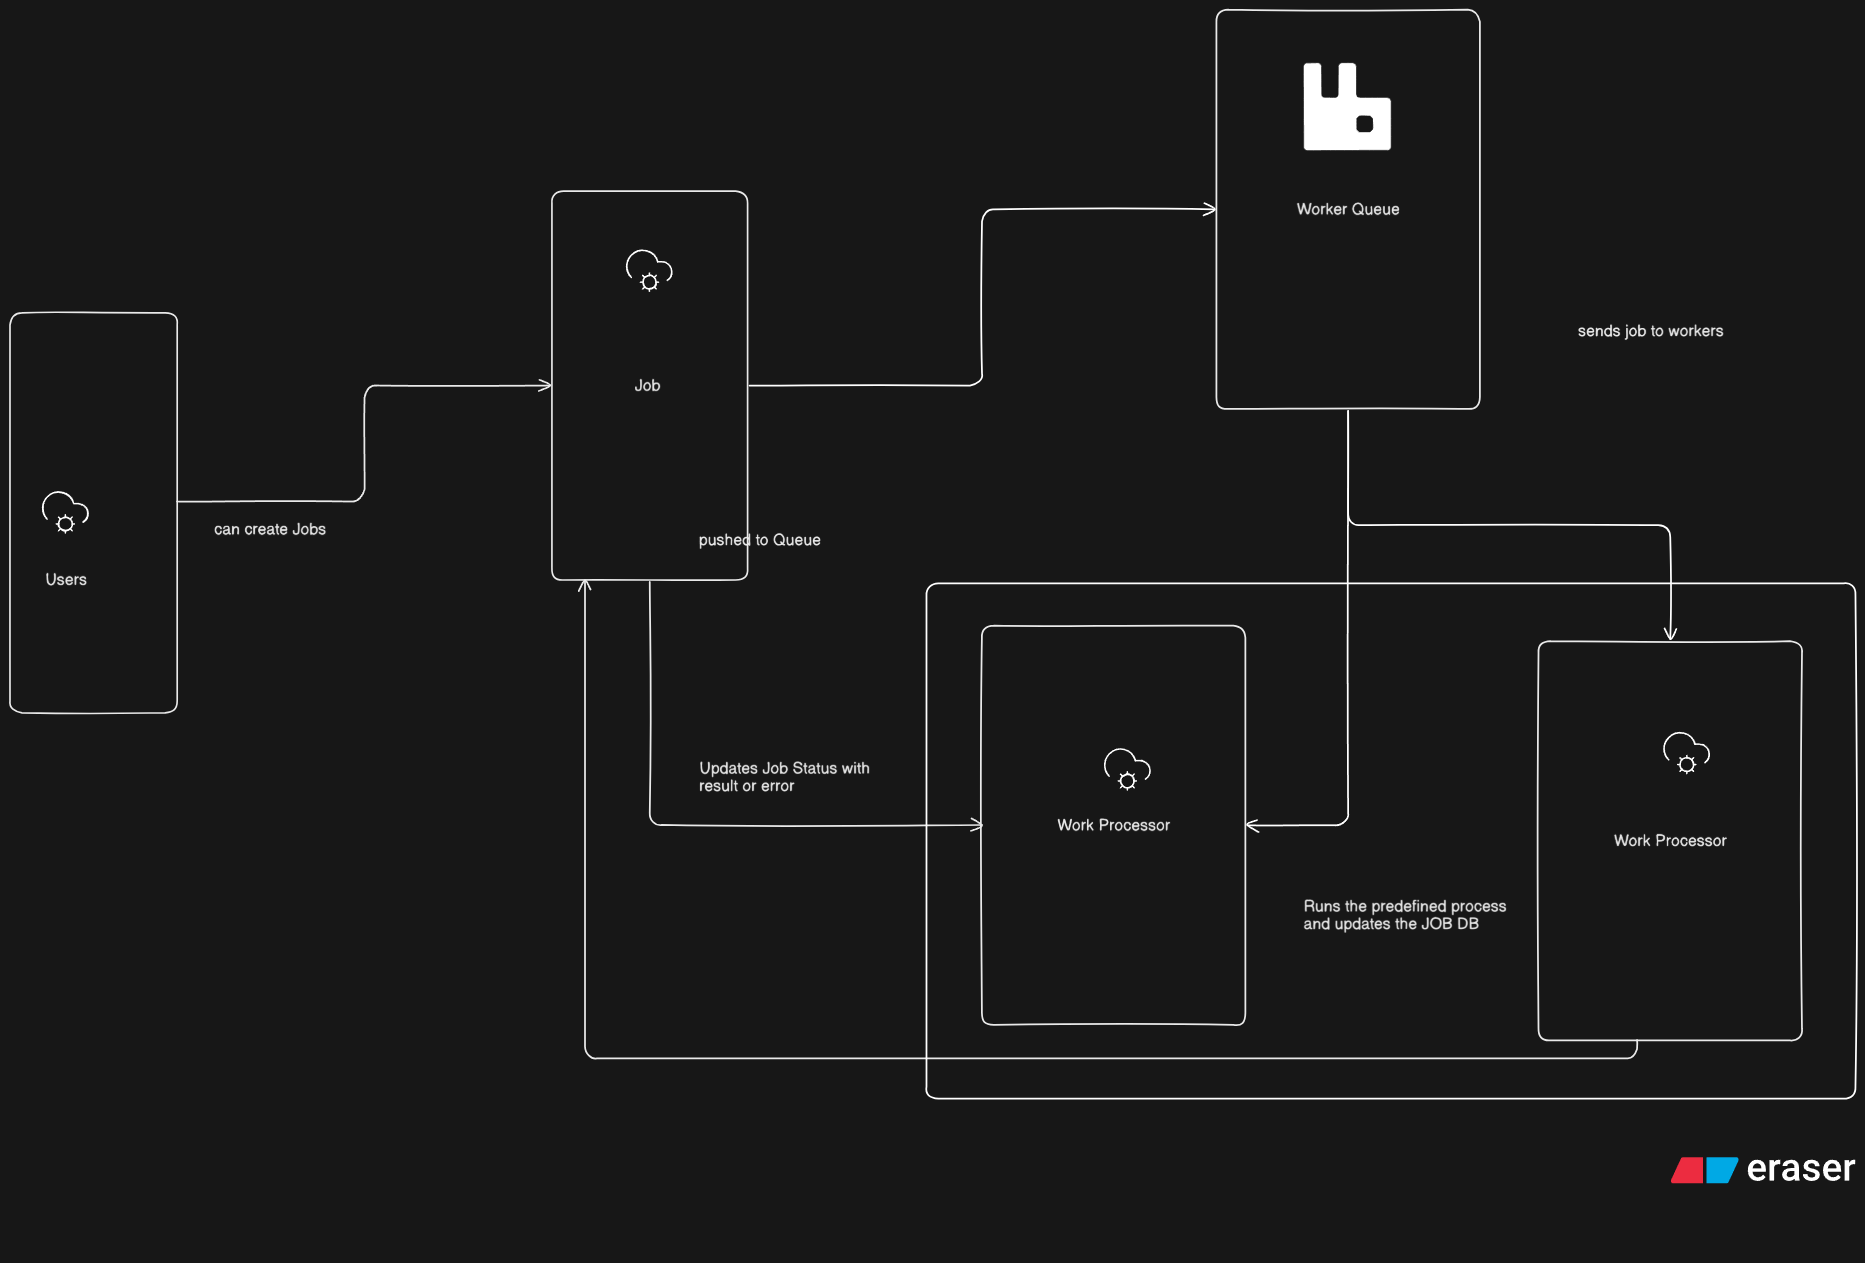 Worker Queue
sends job to workers
Job
can create Jobs
pushed to Queue
Users
Updates Job Status with
result or error
Work Processor
Work Processor
Runs the predefined process
and updates the JOB DB
eraser